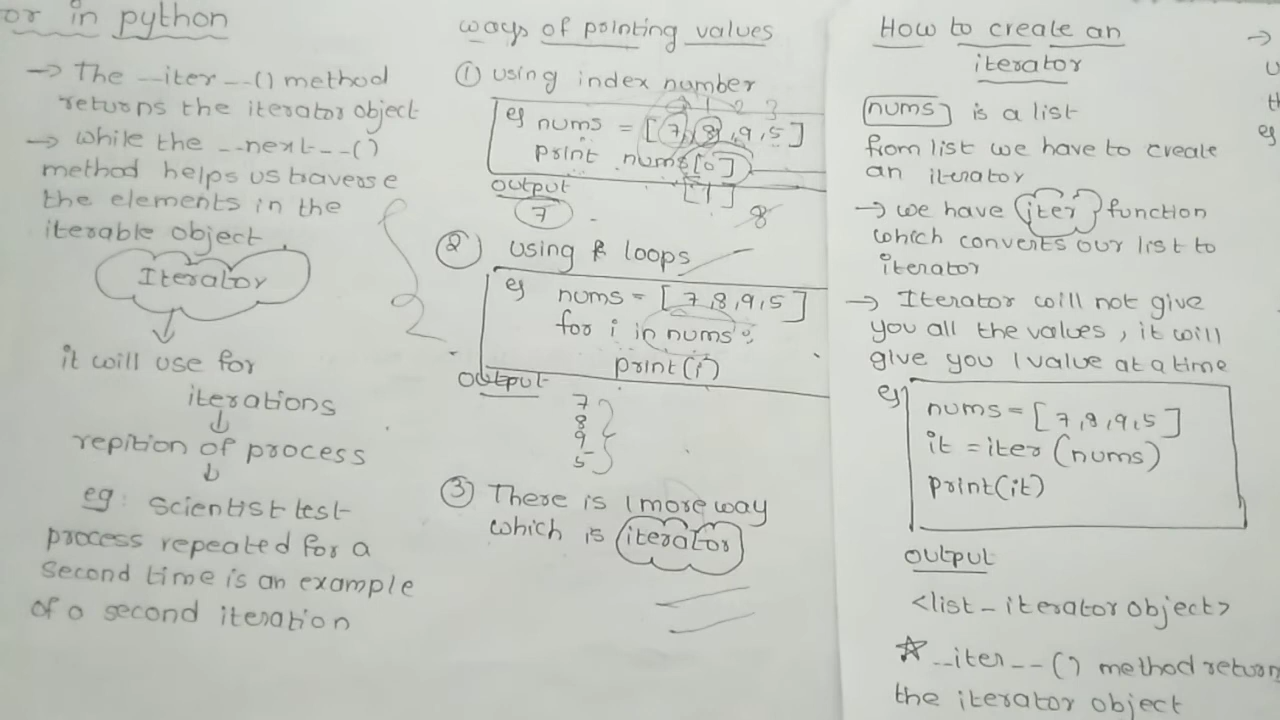 or in python
→ The __iter__() method
returns the iterator object
→ while the __next__()
method helps us traverse
the elements in the
iterable object.
Iterator
it will use for
iterations
repition of process
eg: scientist test
process repeated for a
second time is an example
of o second iteration
ways of pointing values
① using index number
0 1 2 3
eg nums = [7,8,9,5]
print nums[0]
[1]
output
7
8
② using loops
eg nums = [7,8,9,5]
for i in nums:
print(i)
output
7
8
9
5
③ There is 1 more way
which is iterator
How to create an
iterator
nums is a list
from list we have to create
an iterator
→ we have iter function
which converts our list to
iterator
→ Iterator will not give
you all the values, it will
give you 1 value at a time
eg nums = [7,8,9,5]
it = iter(nums)
print(it)
output
<list-iterator object>
☆ __iter__() method return
the iterator object
→
u
th
eg